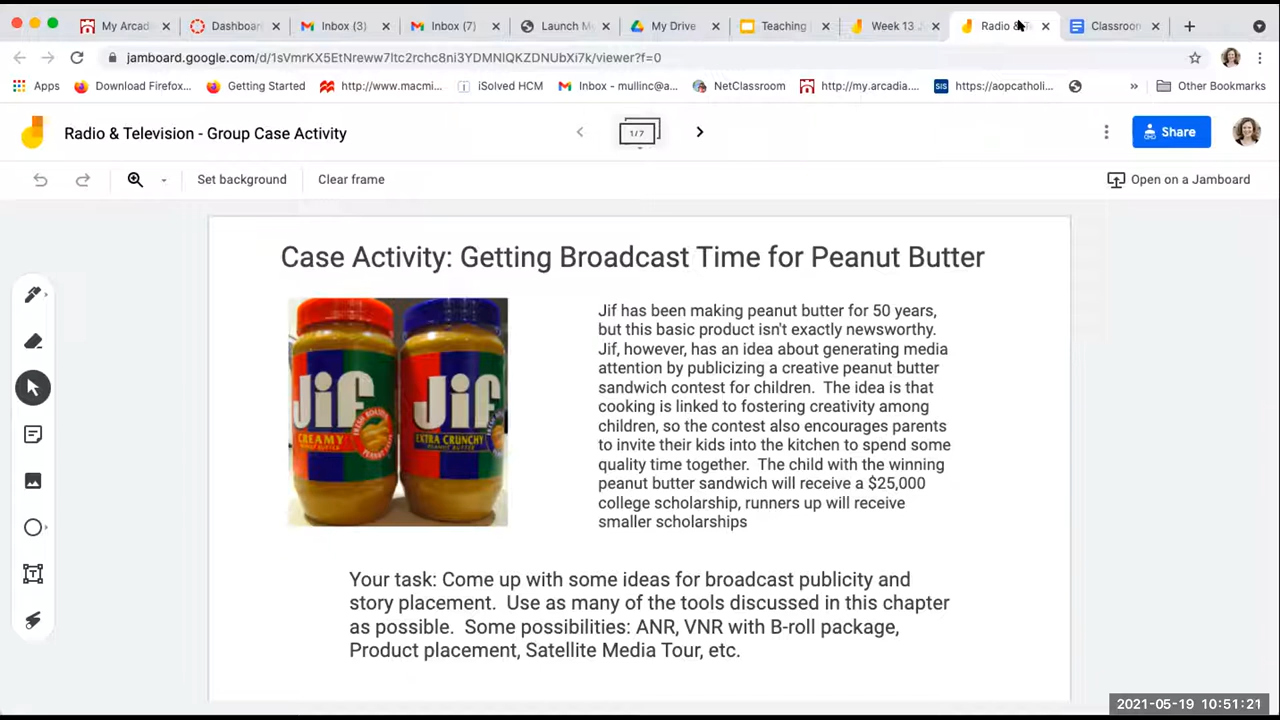 My Arcad
Dashboar
Inbox (3)
Inbox (7)
Launch M
My Drive
Teaching
Week 13
Radio & Te
Classroom
jamboard.google.com/d/1sVmrKX5EtNreww7ltc2rchc8ni3YDMNIQKZDNUbXi7k/viewer?f=0
Apps
Download Firefox...
Getting Started
http://www.macmi...
iSolved HCM
Inbox - mullinc@a...
NetClassroom
http://my.arcadia....
SIS
https://aopcatholi...
»
Other Bookmarks
Radio & Television - Group Case Activity
1/7
Share
Set background
Clear frame
Open on a Jamboard
Case Activity: Getting Broadcast Time for Peanut Butter
Jif
CREAMY
PEANUT BUTTER
Jif
EXTRA CRUNCHY
PEANUT BUTTER
Jif has been making peanut butter for 50 years,
but this basic product isn't exactly newsworthy.
Jif, however, has an idea about generating media
attention by publicizing a creative peanut butter
sandwich contest for children. The idea is that
cooking is linked to fostering creativity among
children, so the contest also encourages parents
to invite their kids into the kitchen to spend some
quality time together. The child with the winning
peanut butter sandwich will receive a $25,000
college scholarship, runners up will receive
smaller scholarships
Your task: Come up with some ideas for broadcast publicity and
story placement. Use as many of the tools discussed in this chapter
as possible. Some possibilities: ANR, VNR with B-roll package,
Product placement, Satellite Media Tour, etc.
2021-05-19 10:51:21